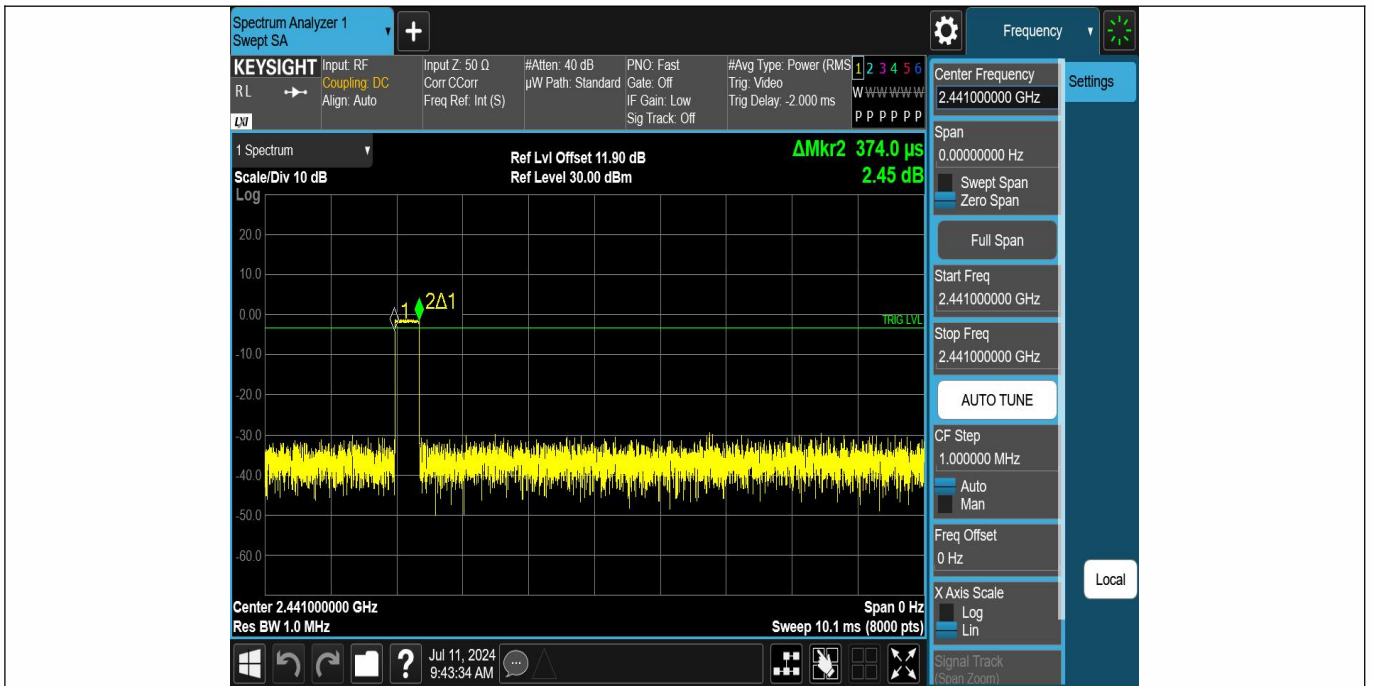 Spectrum Analyzer 1
Swept SA
Frequency
KEYSIGHT
RL
LXI
Input: RF
Coupling: DC
Align: Auto
Input Z: 50 Ω
Corr CCorr
Freq Ref: Int (S)
#Atten: 40 dB
µW Path: Standard
PNO: Fast
Gate: Off
IF Gain: Low
Sig Track: Off
#Avg Type: Power (RMS
Trig: Video
Trig Delay: -2.000 ms
1 2 3 4 5 6
W W W W W W
P P P P P P
1 Spectrum
Scale/Div 10 dB
Log
Ref Lvl Offset 11.90 dB
Ref Level 30.00 dBm
ΔMkr2 374.0 µs
2.45 dB
20.0
10.0
0.00
-10.0
-20.0
-30.0
-40.0
-50.0
-60.0
1
2Δ1
TRIG LVL
Center 2.441000000 GHz
Res BW 1.0 MHz
Span 0 Hz
Sweep 10.1 ms (8000 pts)
Jul 11, 2024
9:43:34 AM
Center Frequency
2.441000000 GHz
Settings
Span
0.00000000 Hz
Swept Span
Zero Span
Full Span
Start Freq
2.441000000 GHz
Stop Freq
2.441000000 GHz
AUTO TUNE
CF Step
1.000000 MHz
Auto
Man
Freq Offset
0 Hz
Local
X Axis Scale
Log
Lin
Signal Track
(Span Zoom)